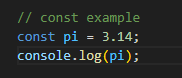 // const example
const pi = 3.14;
console.log(pi);